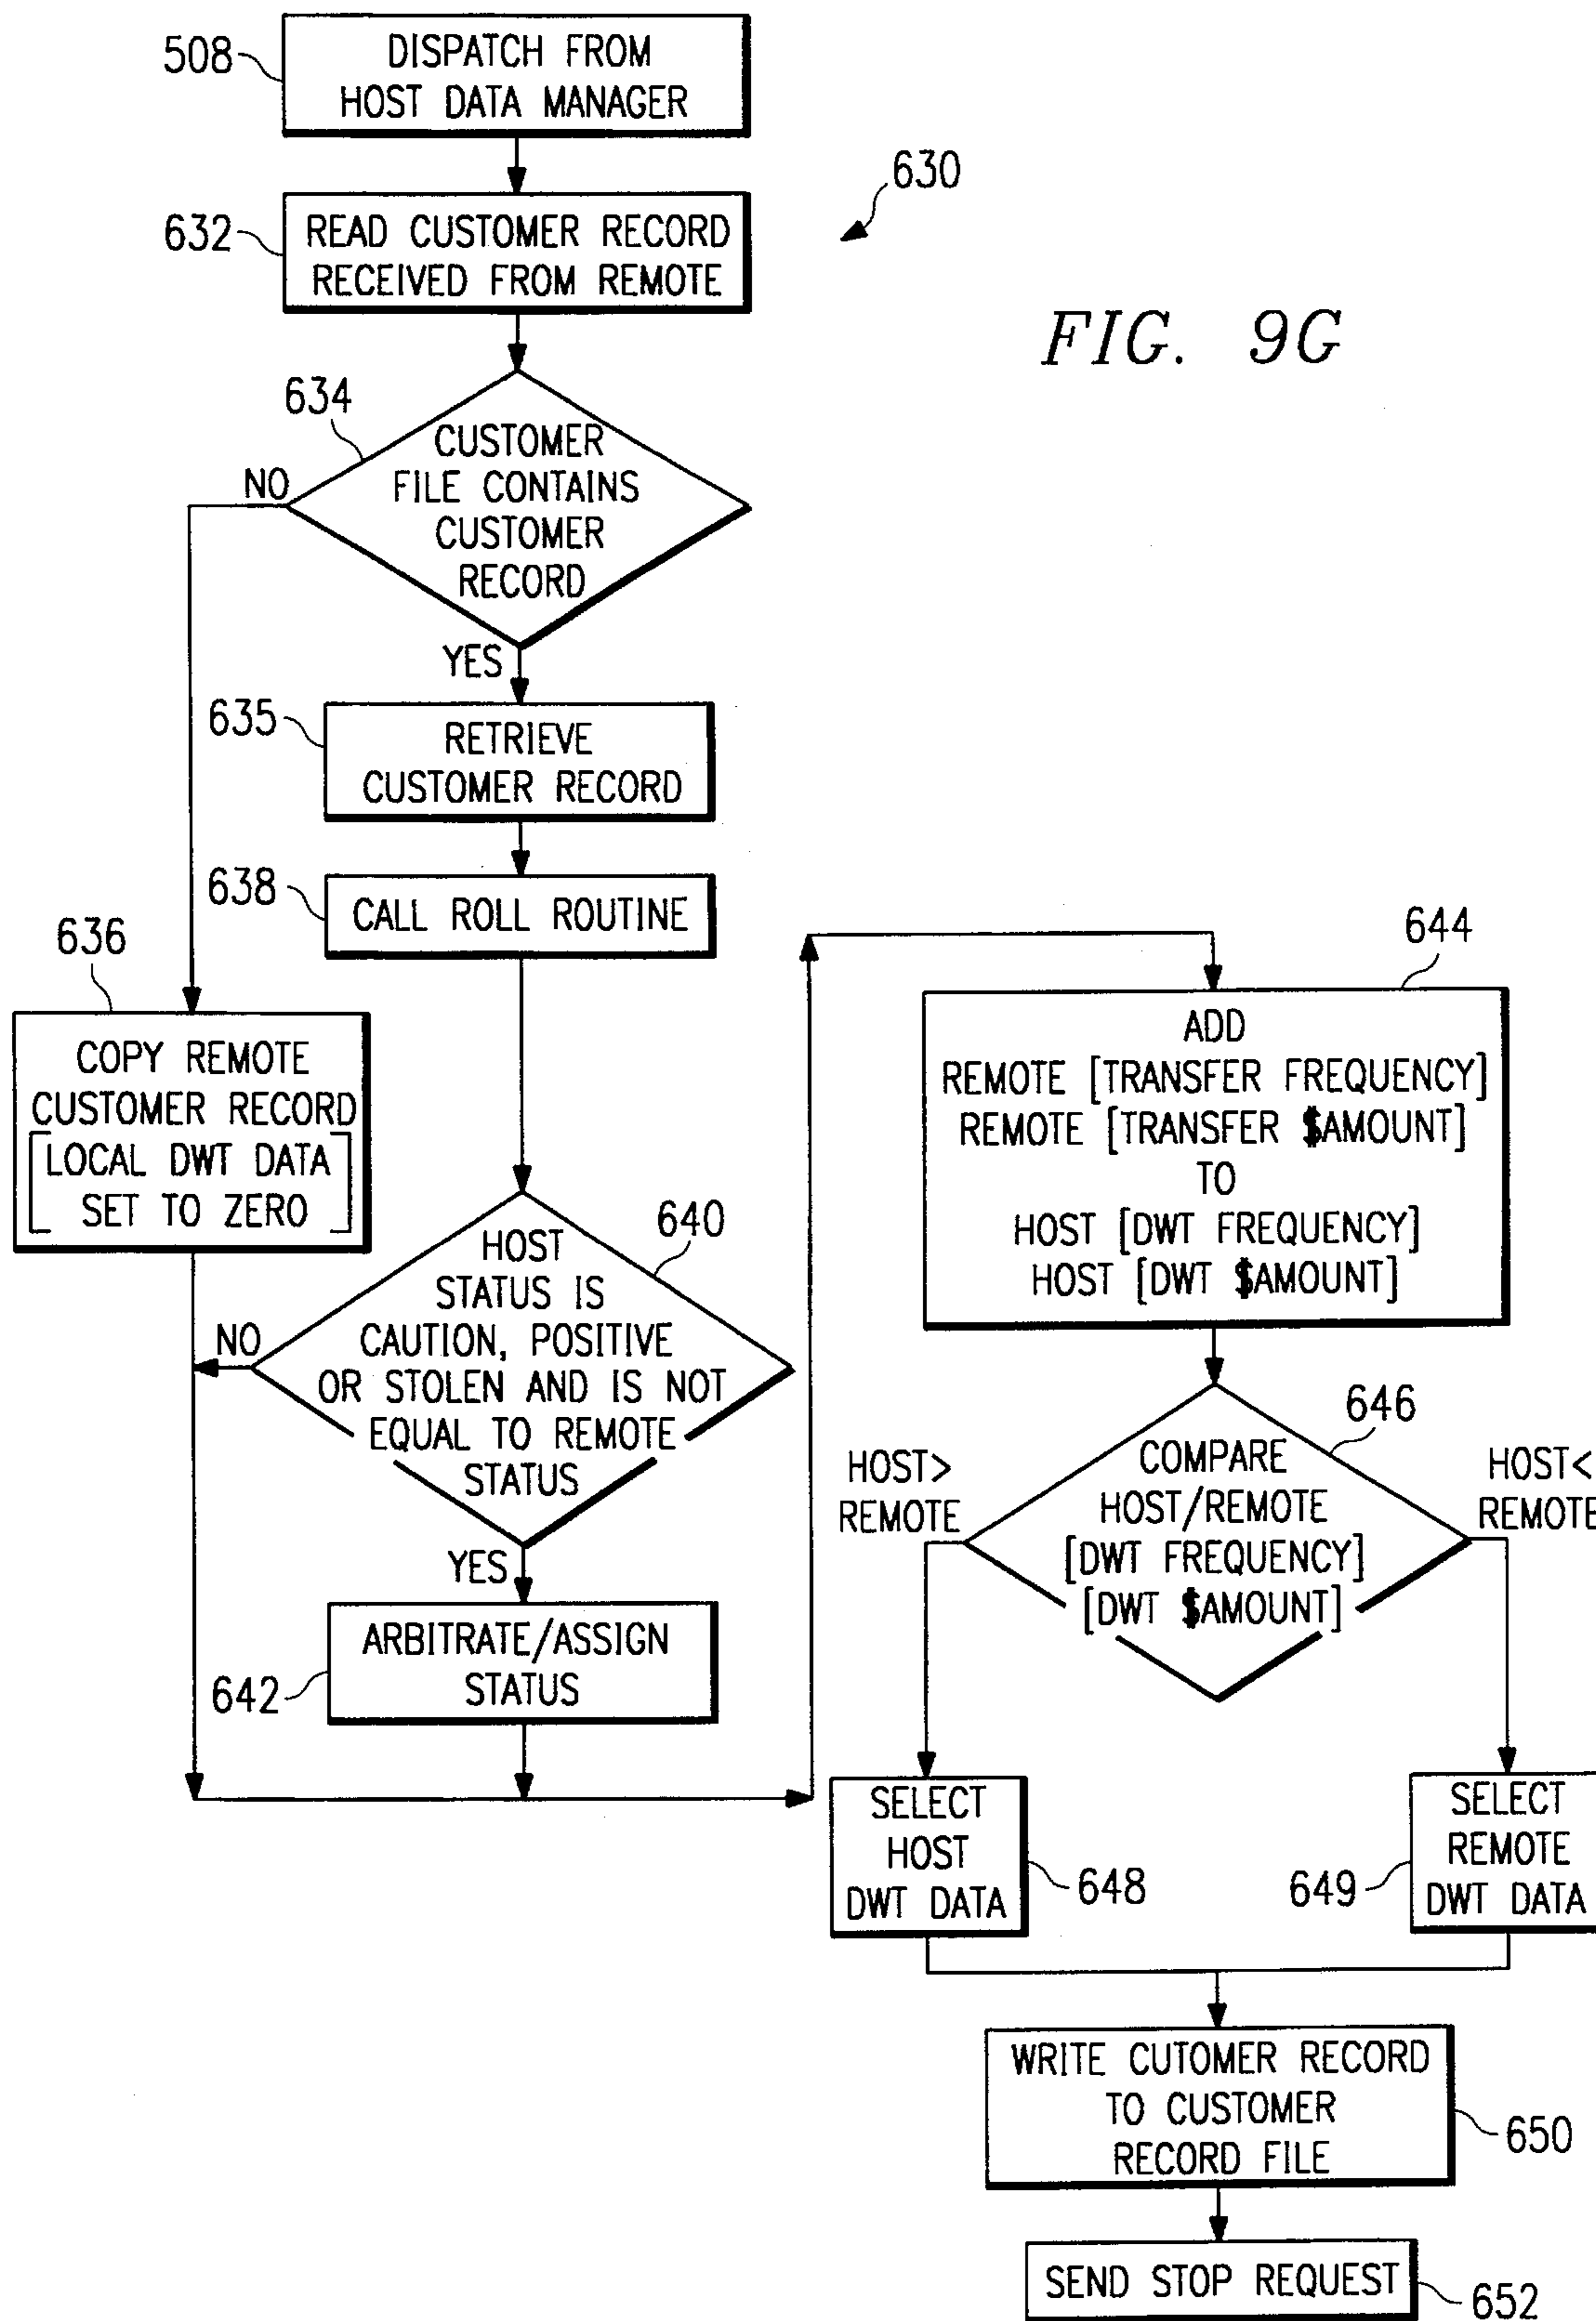 508
DISPATCH FROM
HOST DATA MANAGER
630
632
READ CUSTOMER RECORD
RECEIVED FROM REMOTE
FIG. 9G
634
CUSTOMER
FILE CONTAINS
CUSTOMER
RECORD
NO
YES
635
RETRIEVE
CUSTOMER RECORD
638
CALL ROLL ROUTINE
636
COPY REMOTE
CUSTOMER RECORD
[LOCAL DWT DATA
SET TO ZERO]
640
HOST
STATUS IS
CAUTION, POSITIVE
OR STOLEN AND IS NOT
EQUAL TO REMOTE
STATUS
NO
YES
642
ARBITRATE/ASSIGN
STATUS
644
ADD
REMOTE [TRANSFER FREQUENCY]
REMOTE [TRANSFER $AMOUNT]
TO
HOST [DWT FREQUENCY]
HOST [DWT $AMOUNT]
646
COMPARE
HOST/REMOTE
[DWT FREQUENCY]
[DWT $AMOUNT]
HOST>
REMOTE
HOST<
REMOTE
SELECT
HOST
DWT DATA
648
649
SELECT
REMOTE
DWT DATA
WRITE CUTOMER RECORD
TO CUSTOMER
RECORD FILE
650
SEND STOP REQUEST
652